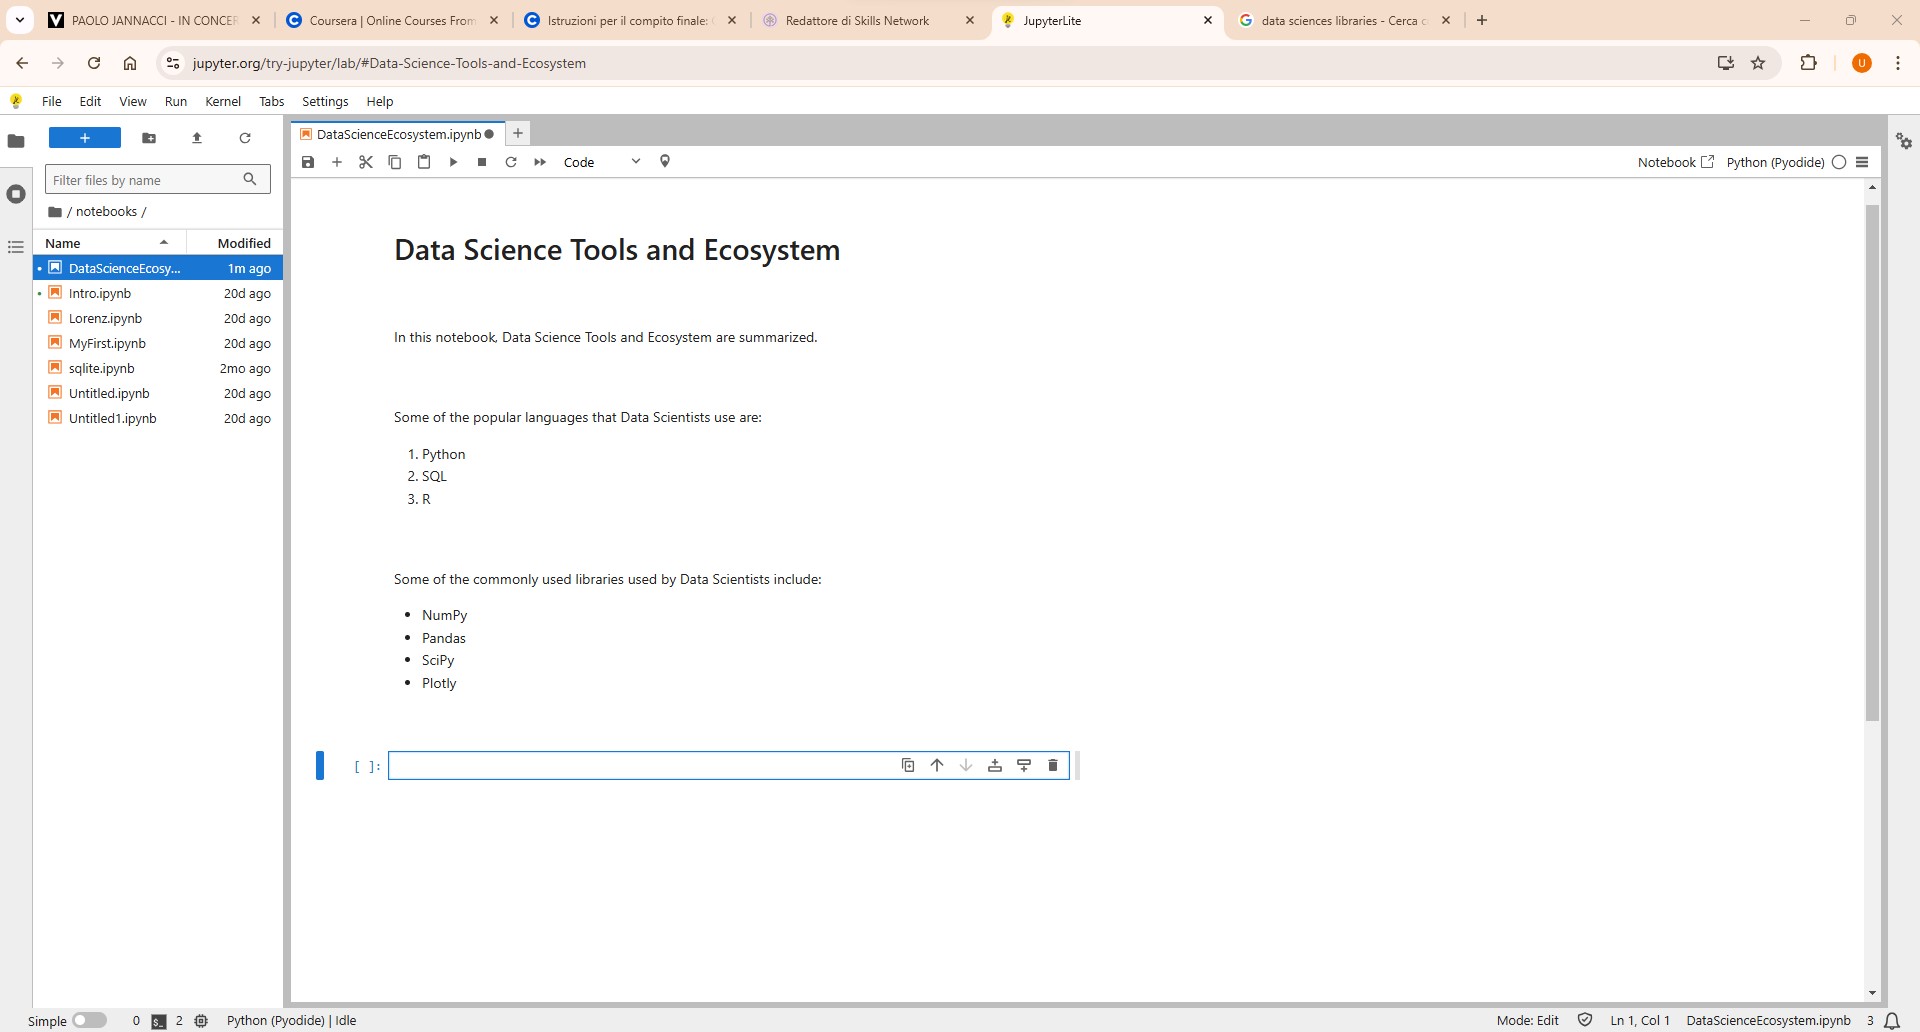 PAOLO JANNACCI - IN CONCER
Coursera | Online Courses From
Istruzioni per il compito finale:
Redattore di Skills Network
JupyterLite
data sciences libraries - Cerca
jupyter.org/try-jupyter/lab/#Data-Science-Tools-and-Ecosystem
U
File Edit View Run Kernel Tabs Settings Help
DataScienceEcosystem.ipynb
Code
Notebook
Python (Pyodide)
Filter files by name
/ notebooks /
Name Modified
DataScienceEcosy... 1m ago
Intro.ipynb 20d ago
Lorenz.ipynb 20d ago
MyFirst.ipynb 20d ago
sqlite.ipynb 2mo ago
Untitled.ipynb 20d ago
Untitled1.ipynb 20d ago
Data Science Tools and Ecosystem
In this notebook, Data Science Tools and Ecosystem are summarized.
Some of the popular languages that Data Scientists use are:
1. Python
2. SQL
3. R
Some of the commonly used libraries used by Data Scientists include:
• NumPy
• Pandas
• SciPy
• Plotly
[ ]:
Simple 0 2 Python (Pyodide) | Idle
Mode: Edit Ln 1, Col 1 DataScienceEcosystem.ipynb 3